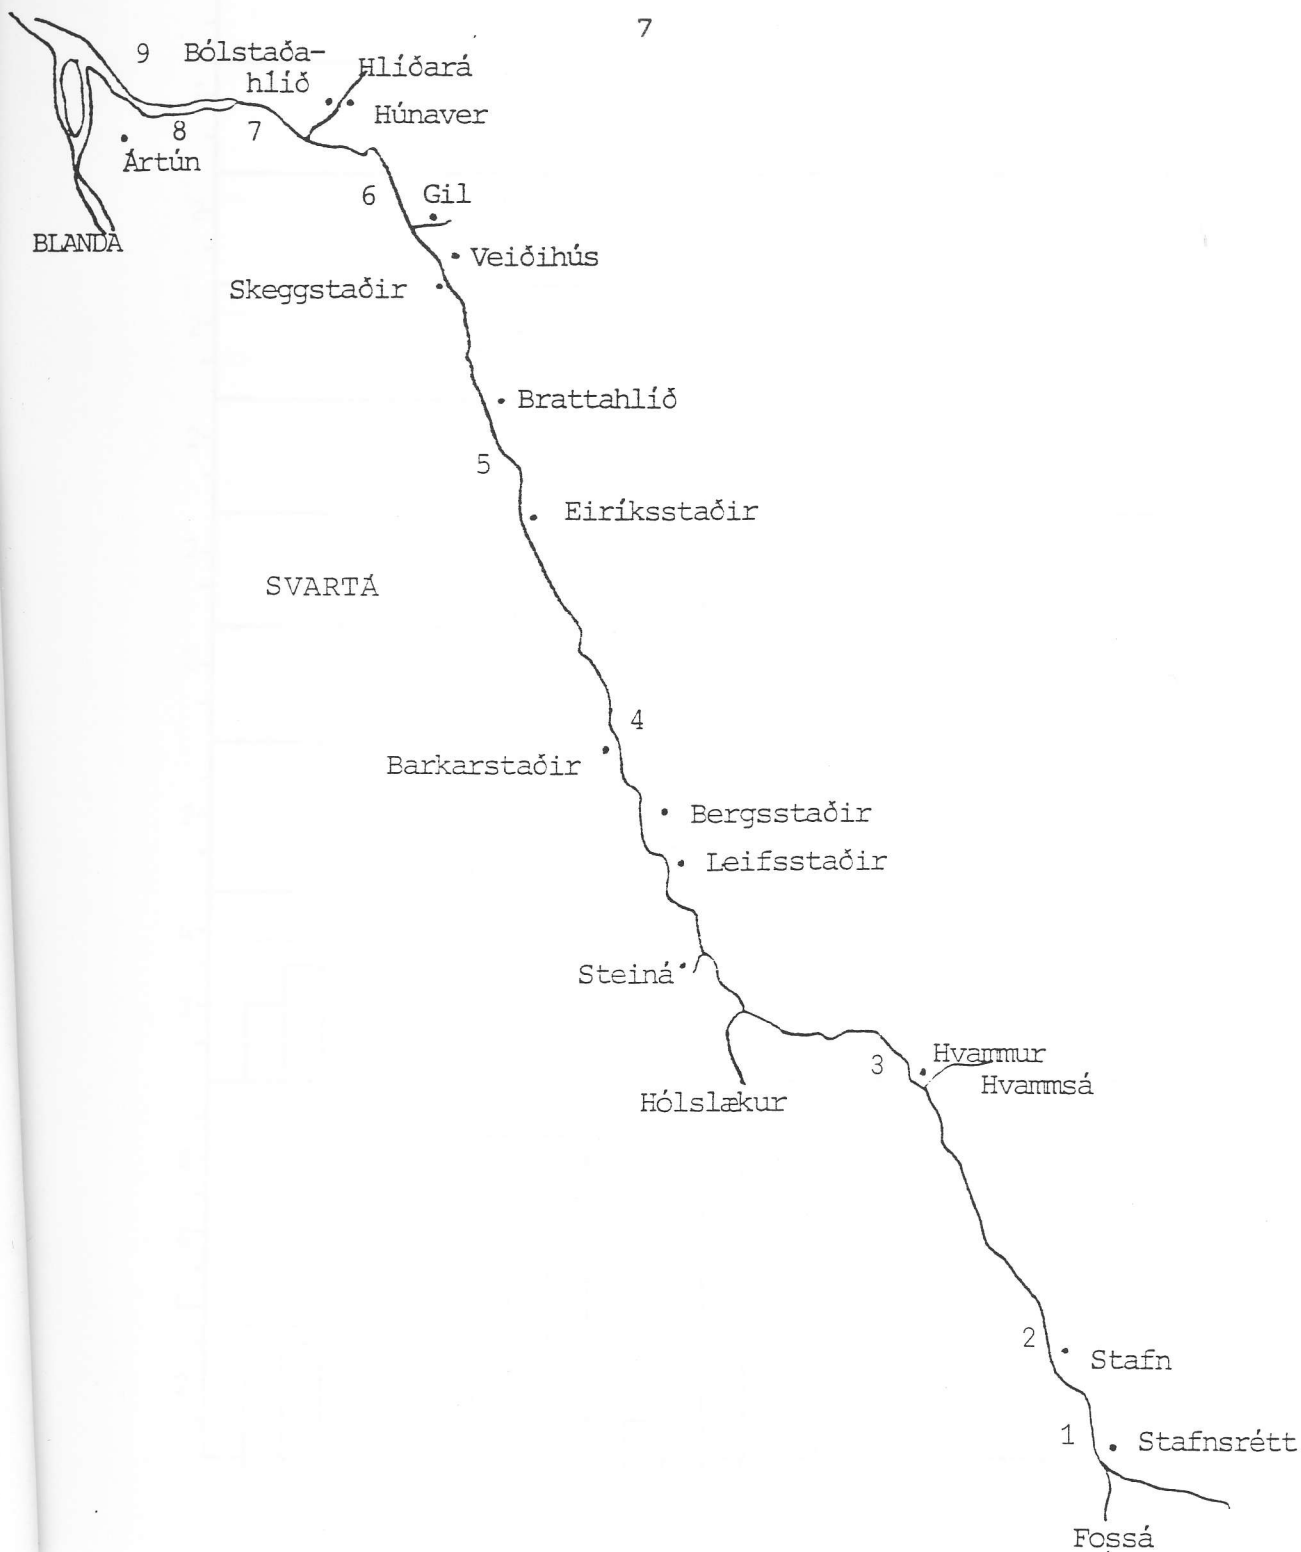 7
9
Bólstaða-
hlíð
Hlíðará
Húnaver
8
7
Ártún
BLANDA
6
Gil
Veiðihús
Skeggstaðir
Brattahlíð
5
Eiríksstaðir
SVARTÁ
4
Barkarstaðir
Bergsstaðir
Leifsstaðir
Steiná
3
Hvammur
Hvammsá
Hólslækur
2
Stafn
1
Stafnsrétt
Fossá